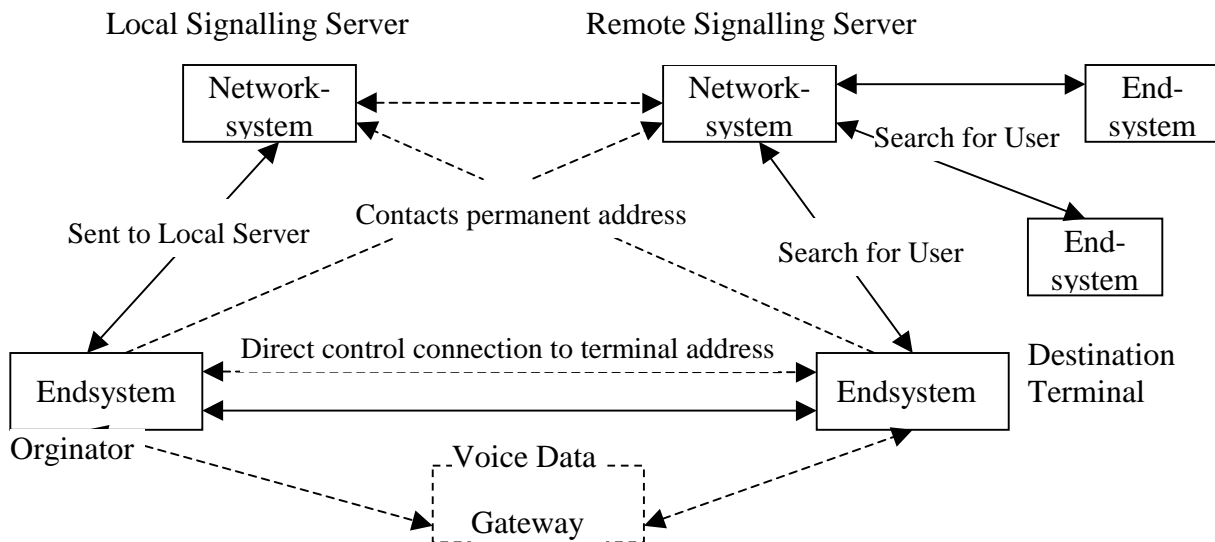 Local Signalling Server
Remote Signalling Server
Network-
system
Network-
system
End-
system
Search for User
Contacts permanent address
Sent to Local Server
Search for User
End-
system
Direct control connection to terminal address
Endsystem
Endsystem
Destination
Terminal
Orginator
Voice Data
Gateway